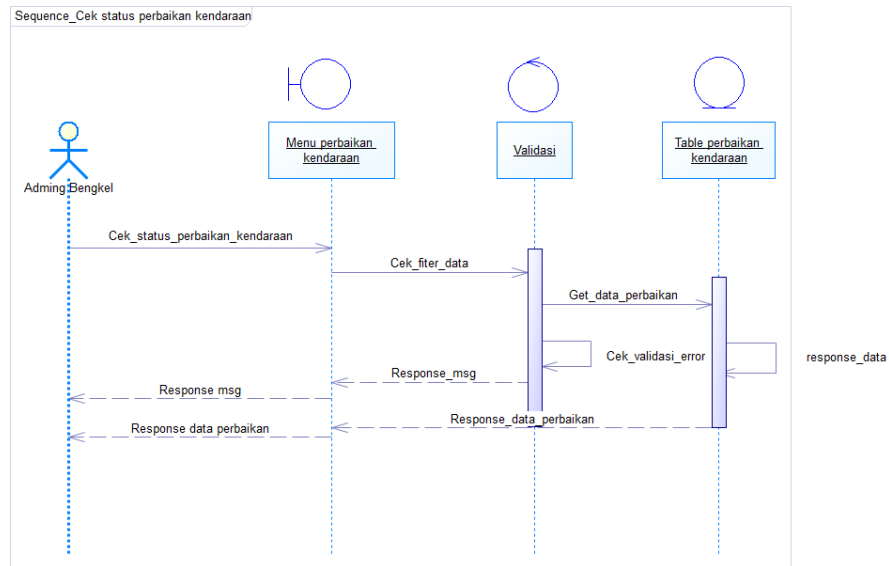 Sequence_Cek status perbaikan kendaraan
Menu perbaikan
kendaraan
Validasi
Table perbaikan
kendaraan
Adming Bengkel
Cek_status_perbaikan_kendaraan
Cek_fiter_data
Get_data_perbaikan
Cek_validasi_error
response_data
Response_msg
Response msg
Response_data_perbaikan
Response data perbaikan